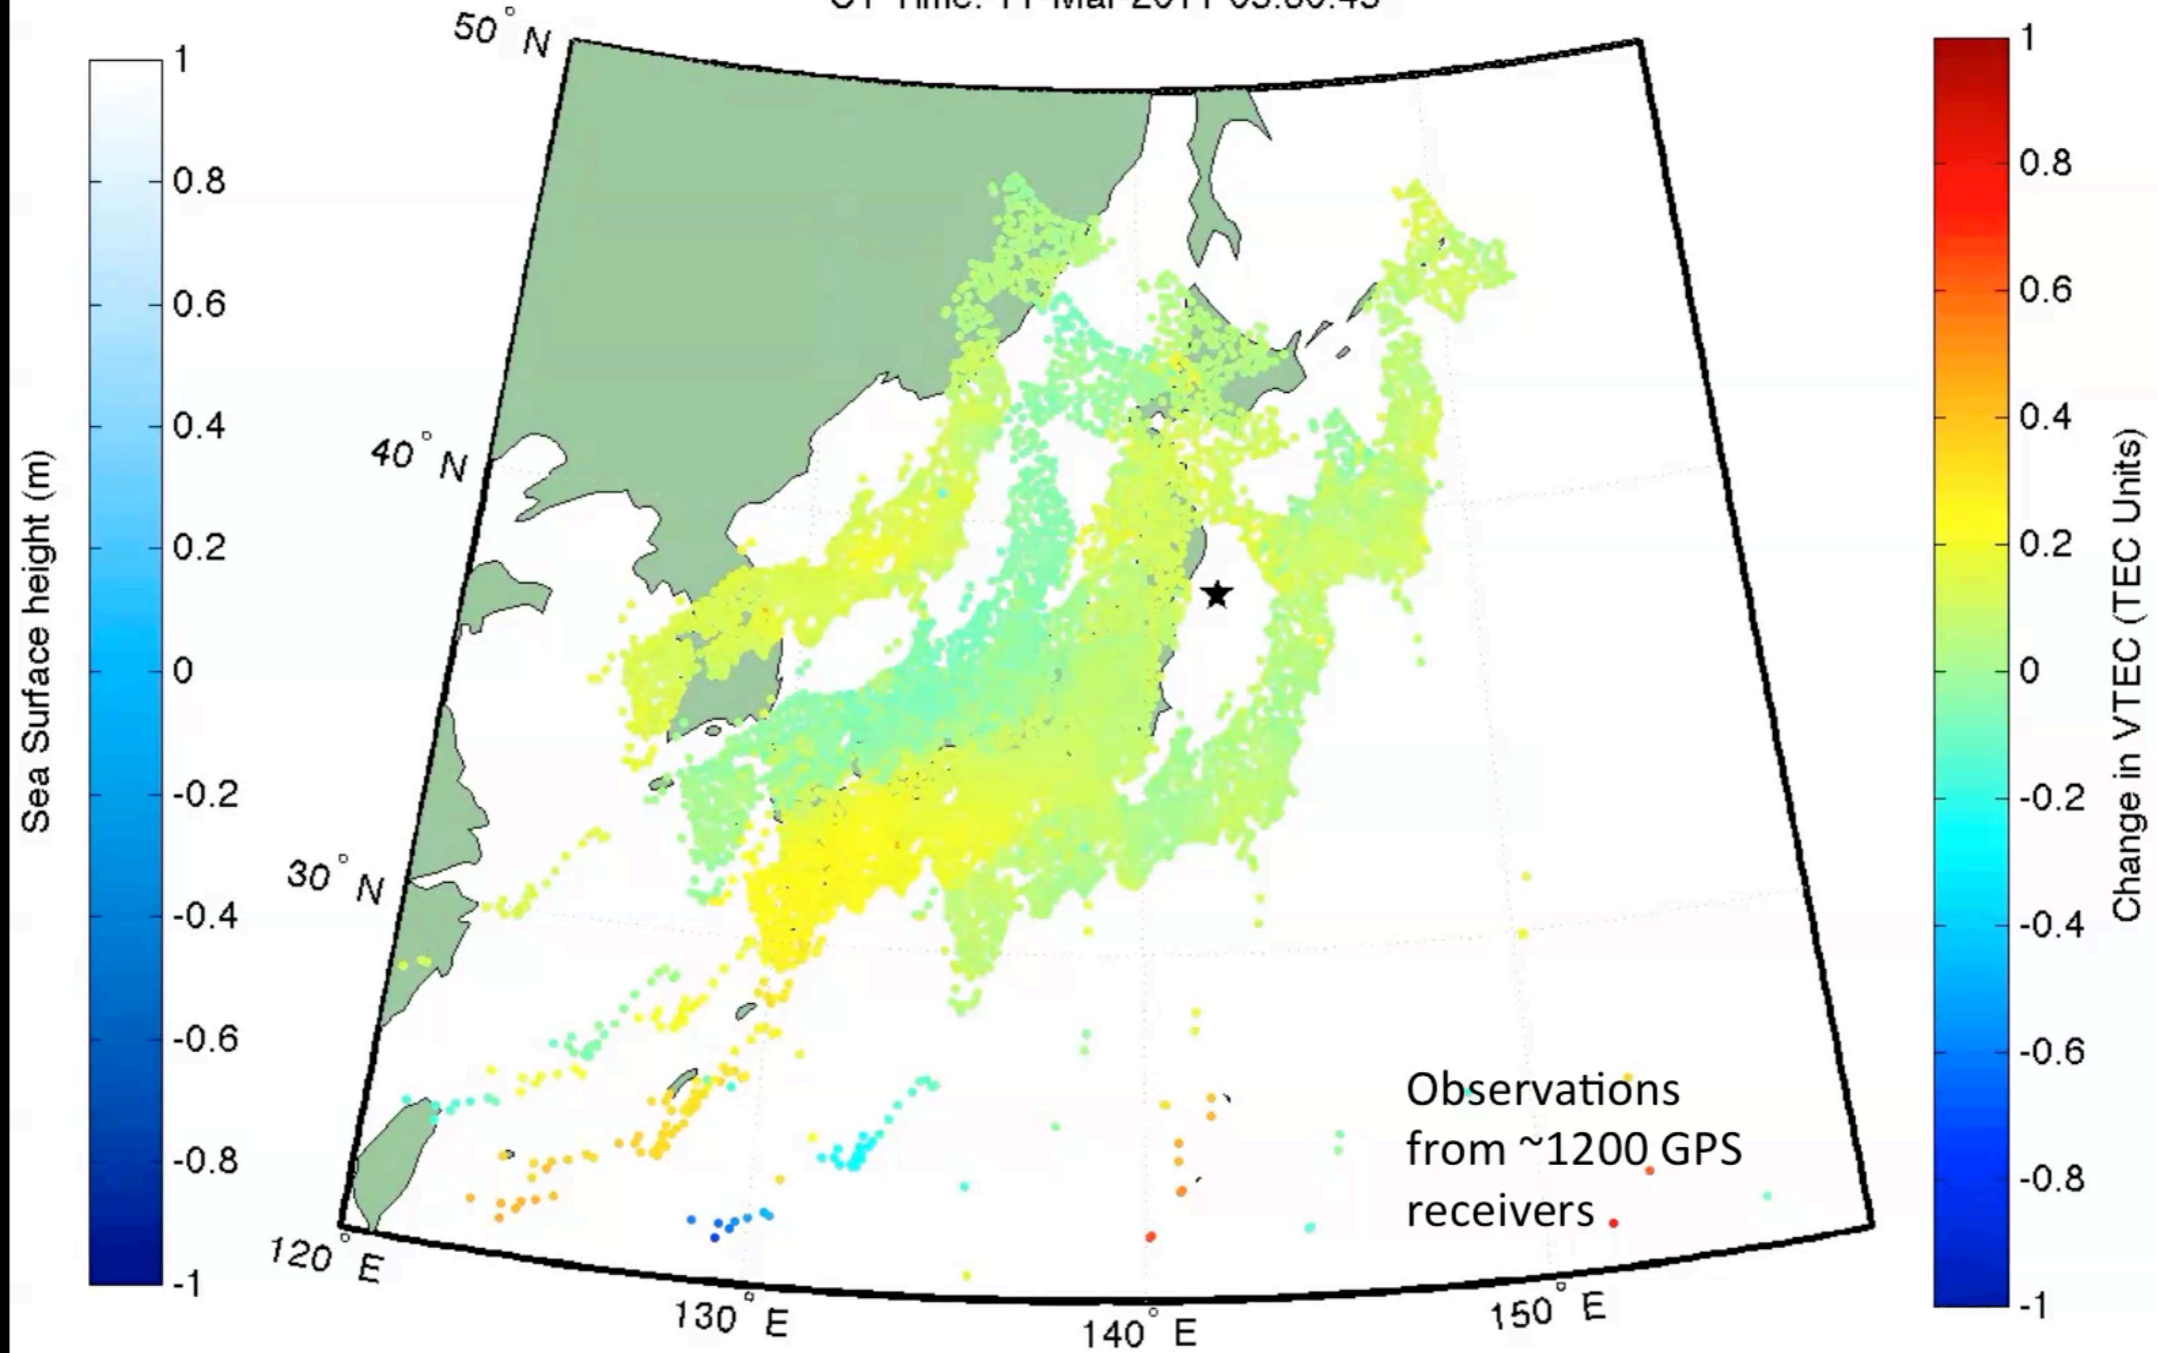 50° N
40° N
30° N
120° E
130° E
140° E
150° E
Sea Surface height (m)
1
0.8
0.6
0.4
0.2
0
-0.2
-0.4
-0.6
-0.8
-1
Observations
from ~1200 GPS
receivers
1
0.8
0.6
0.4
0.2
0
-0.2
-0.4
-0.6
-0.8
-1
Change in VTEC (TEC Units)